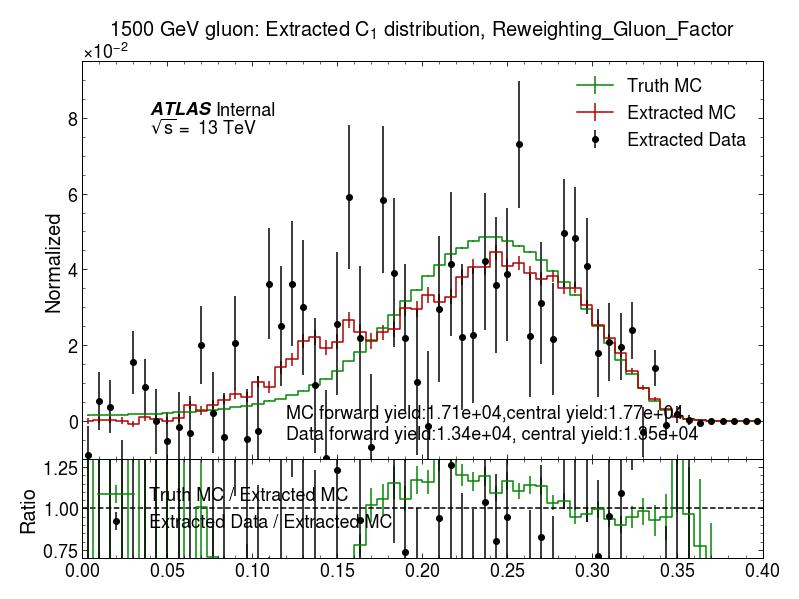 1500 GeV gluon: Extracted C₁ distribution, Reweighting_Gluon_Factor
×10⁻²
ATLAS Internal
√s = 13 TeV
Truth MC
Extracted MC
Extracted Data
Normalized
8
6
4
2
0
MC forward yield:1.71e+04,central yield:1.77e+04
Data forward yield:1.34e+04, central yield:1.35e+04
Ratio
1.25
1.00
0.75
Truth MC / Extracted MC
Extracted Data / Extracted MC
0.00 0.05 0.10 0.15 0.20 0.25 0.30 0.35 0.40